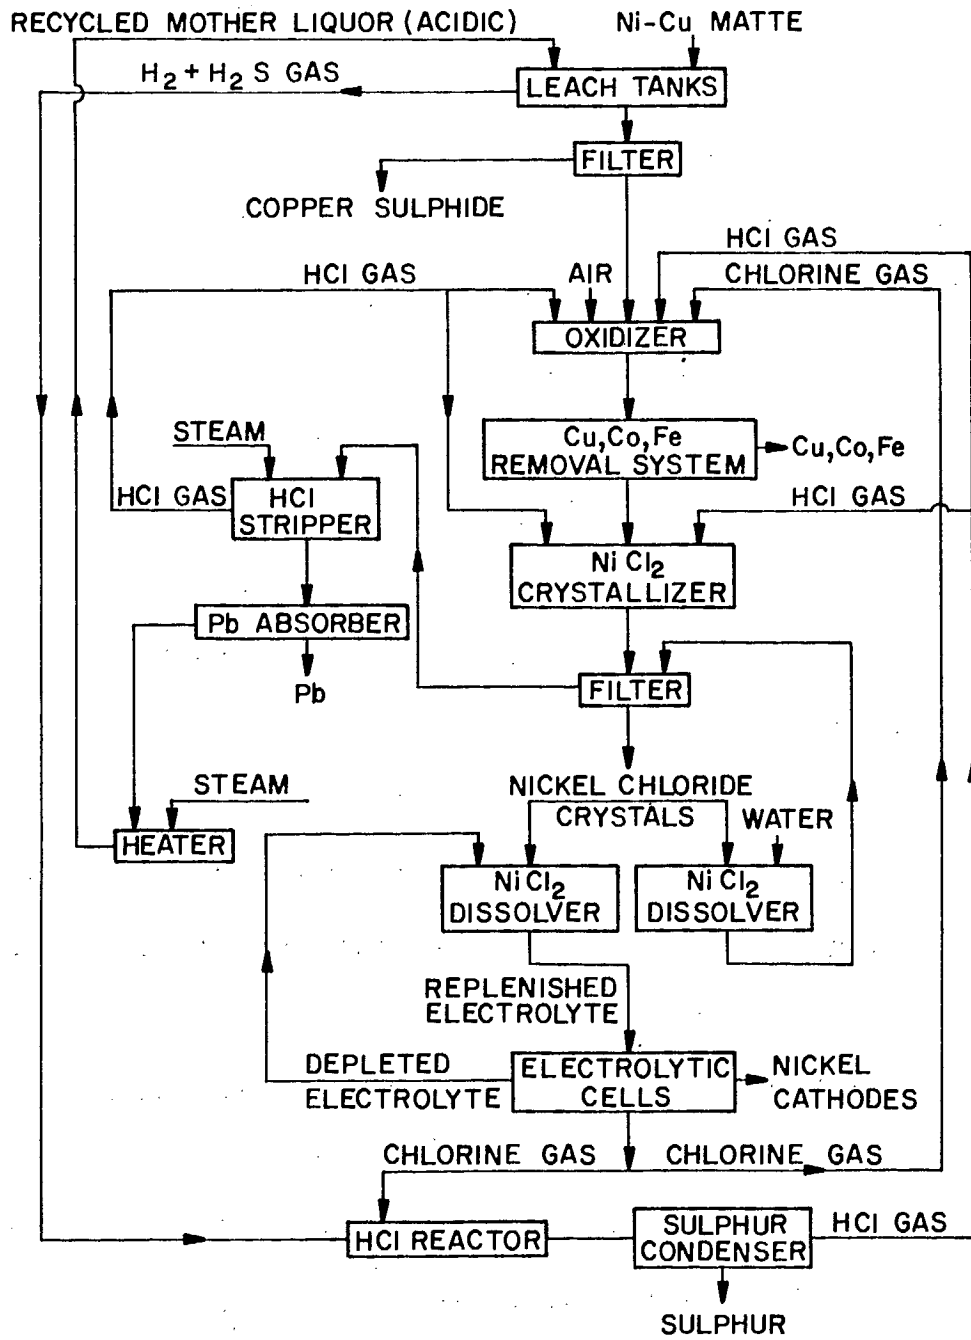 RECYCLED MOTHER LIQUOR (ACIDIC)
Ni-Cu MATTE
H2 + H2 S GAS
LEACH TANKS
FILTER
COPPER SULPHIDE
HCl GAS
HCl GAS
AIR
CHLORINE GAS
OXIDIZER
STEAM
Cu,Co,Fe
REMOVAL SYSTEM
Cu,Co,Fe
HCl GAS
HCl
STRIPPER
HCl GAS
Ni Cl2
CRYSTALLIZER
Pb ABSORBER
Pb
FILTER
STEAM
NICKEL CHLORIDE
CRYSTALS
WATER
HEATER
Ni Cl2
DISSOLVER
Ni Cl2
DISSOLVER
REPLENISHED
ELECTROLYTE
DEPLETED
ELECTROLYTE
ELECTROLYTIC
CELLS
NICKEL
CATHODES
CHLORINE GAS
CHLORINE GAS
HCl REACTOR
SULPHUR
CONDENSER
HCl GAS
SULPHUR